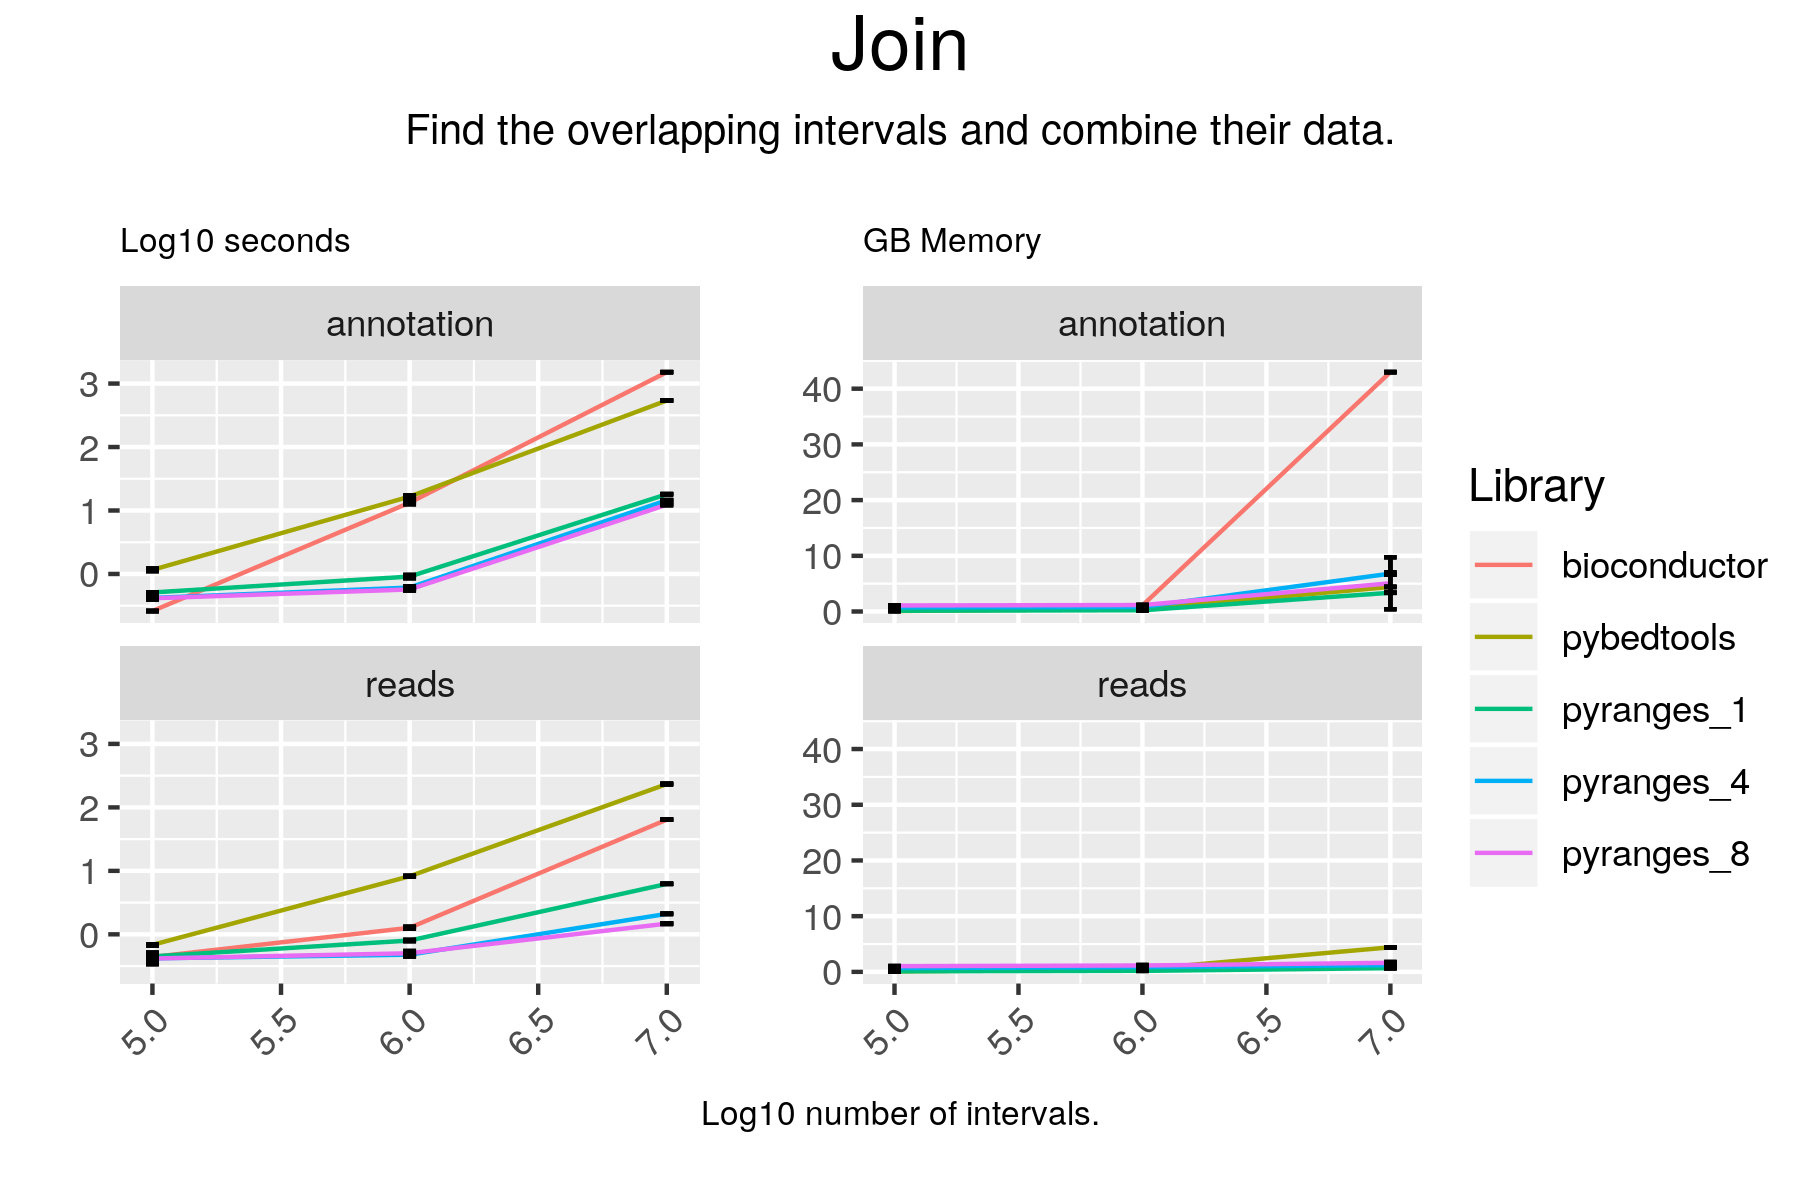 Join
Find the overlapping intervals and combine their data.
Log10 seconds
GB Memory
annotation
annotation
3
2
1
0
40
30
20
10
0
reads
reads
3
2
1
0
40
30
20
10
0
5.0
5.5
6.0
6.5
7.0
5.0
5.5
6.0
6.5
7.0
Log10 number of intervals.
Library
bioconductor
pybedtools
pyranges_1
pyranges_4
pyranges_8